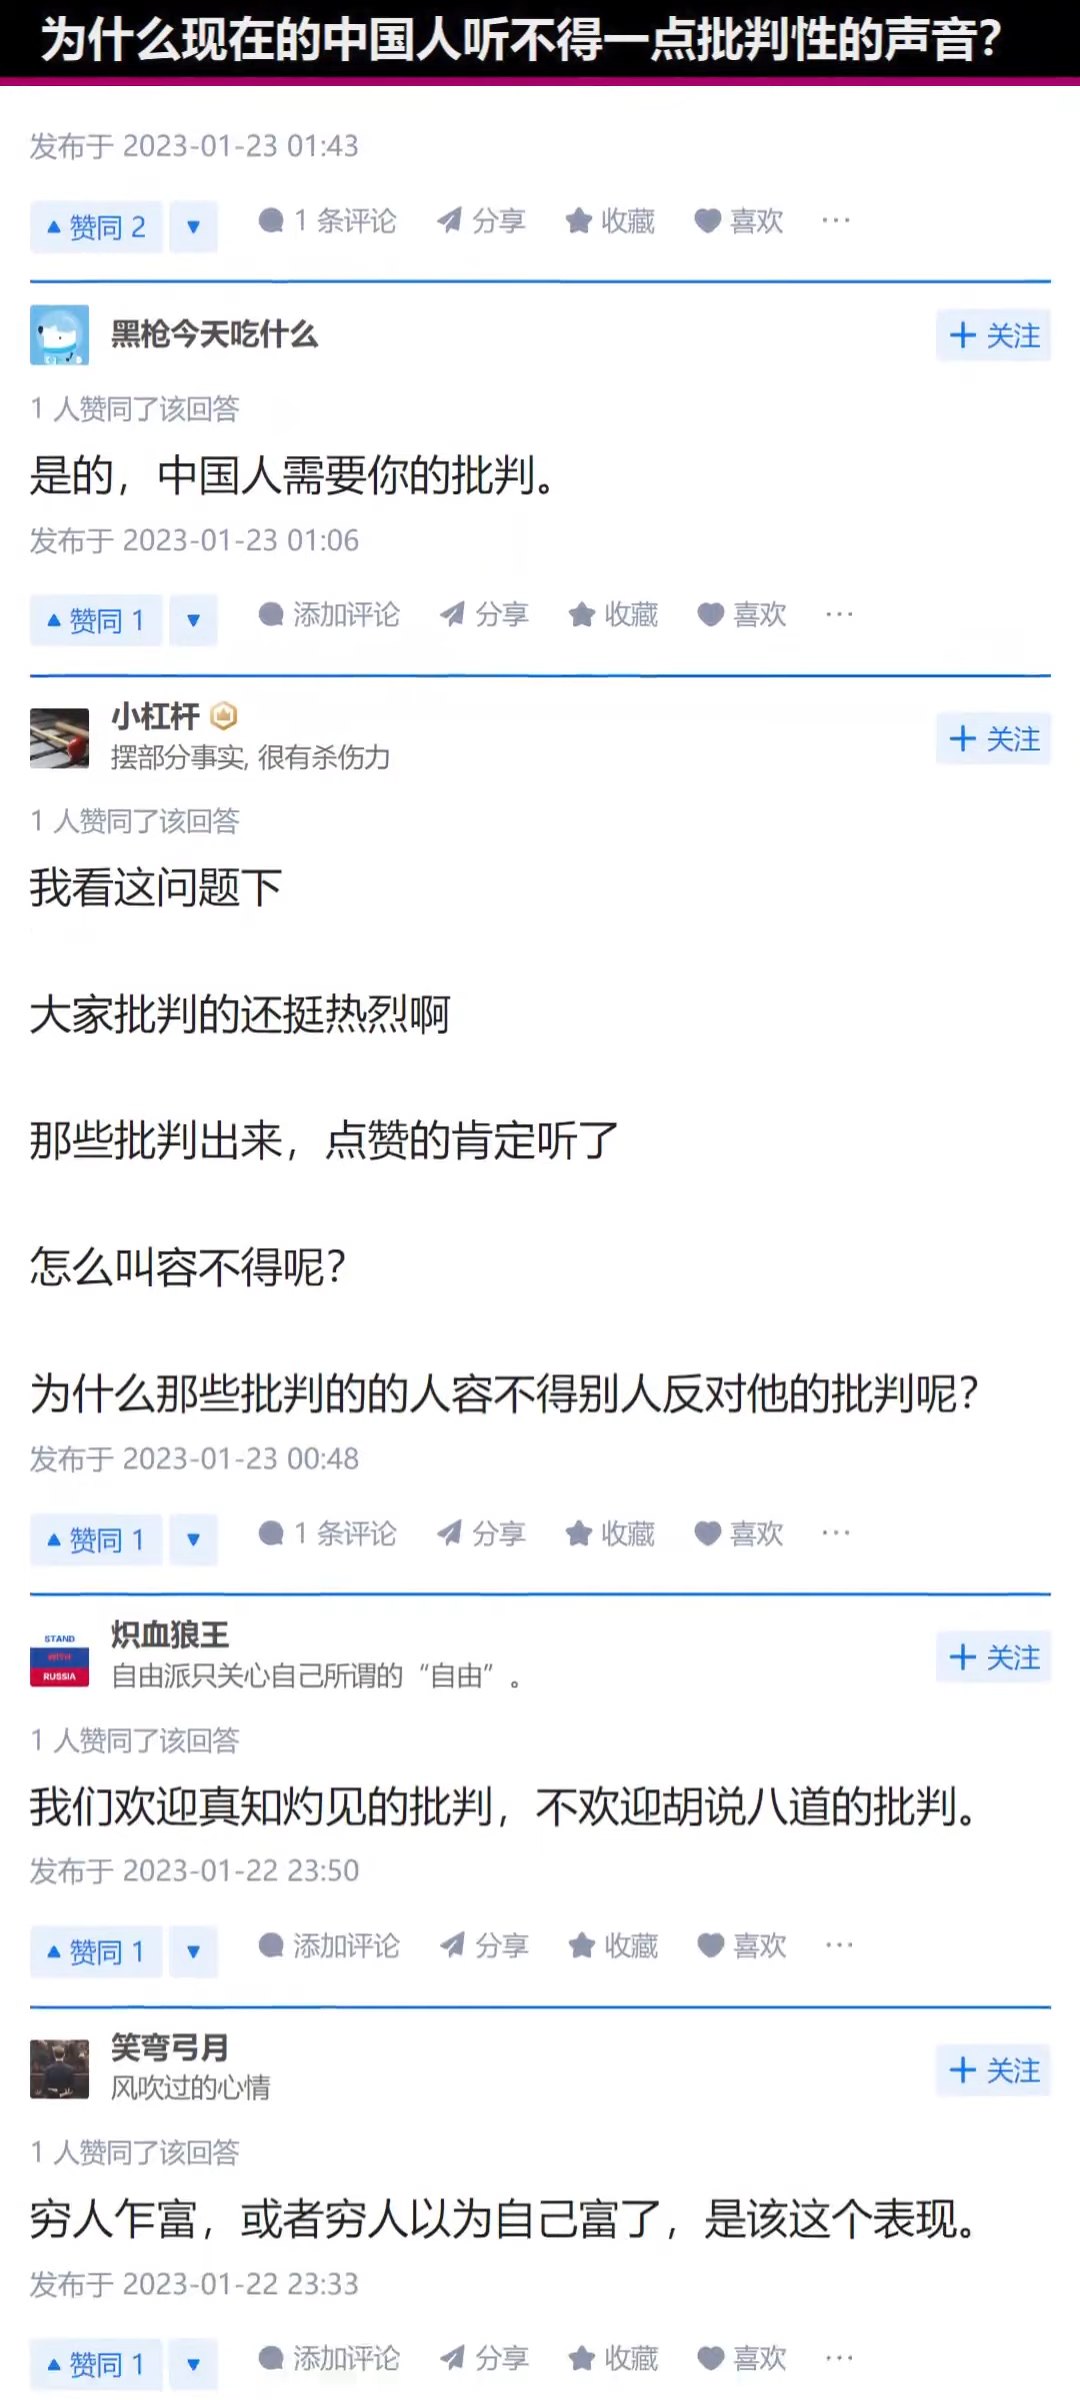 为什么现在的中国人听不得一点批判性的声音？
发布于 2023-01-23 01:43
▲ 赞同 2 ▼ 1 条评论 分享 收藏 喜欢 ···
黑枪今天吃什么
+ 关注
1 人赞同了该回答
是的，中国人需要你的批判。
发布于 2023-01-23 01:06
▲ 赞同 1 ▼ 添加评论 分享 收藏 喜欢 ···
小杠杆
摆部分事实, 很有杀伤力
+ 关注
1 人赞同了该回答
我看这问题下
大家批判的还挺热烈啊
那些批判出来，点赞的肯定听了
怎么叫容不得呢？
为什么那些批判的的人容不得别人反对他的批判呢？
发布于 2023-01-23 00:48
▲ 赞同 1 ▼ 1 条评论 分享 收藏 喜欢 ···
STAND
WITH
RUSSIA
炽血狼王
自由派只关心自己所谓的“自由”。
+ 关注
1 人赞同了该回答
我们欢迎真知灼见的批判，不欢迎胡说八道的批判。
发布于 2023-01-22 23:50
▲ 赞同 1 ▼ 添加评论 分享 收藏 喜欢 ···
笑弯弓月
风吹过的心情
+ 关注
1 人赞同了该回答
穷人乍富，或者穷人以为自己富了，是该这个表现。
发布于 2023-01-22 23:33
▲ 赞同 1 ▼ 添加评论 分享 收藏 喜欢 ···